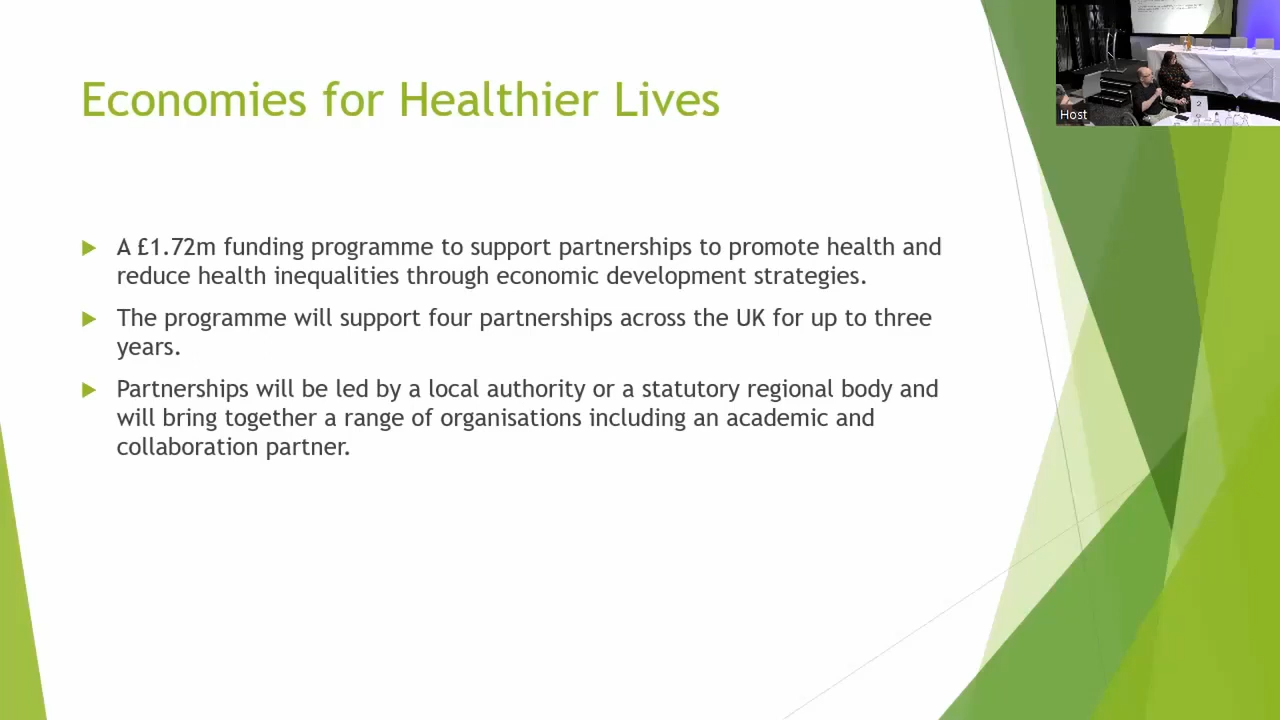 Economies for Healthier Lives
A £1.72m funding programme to support partnerships to promote health and
reduce health inequalities through economic development strategies.
The programme will support four partnerships across the UK for up to three
years.
Partnerships will be led by a local authority or a statutory regional body and
will bring together a range of organisations including an academic and
collaboration partner.
Host
2